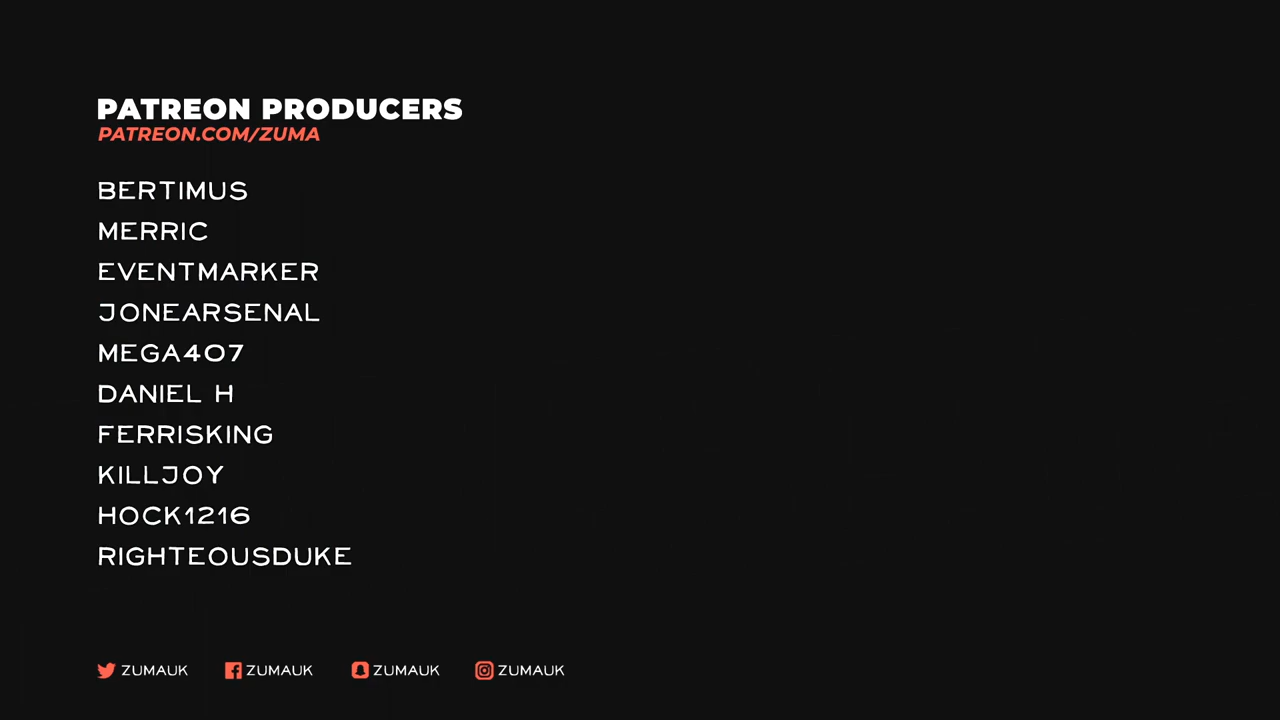 PATREON PRODUCERS
PATREON.COM/ZUMA
BERTIMUS
MERRIC
EVENTMARKER
JONEARSENAL
MEGA407
DANIEL H
FERRISKING
KILLJOY
HOCK1216
RIGHTEOUSDUKE
ZUMAUK ZUMAUK ZUMAUK ZUMAUK